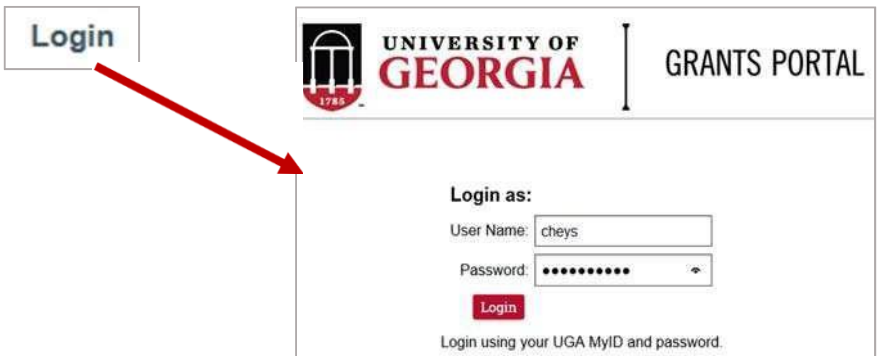 Login
UNIVERSITY OF
GEORGIA
1785
GRANTS PORTAL
Login as:
User Name: cheys
Password: ●●●●●●●●●●
Login
Login using your UGA MyID and password.